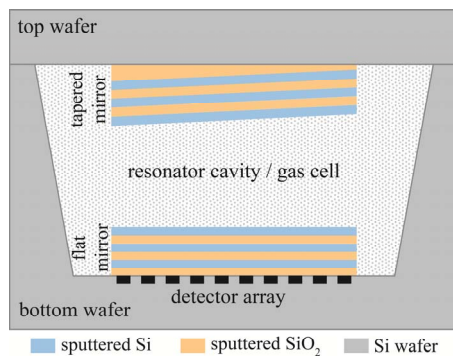 top wafer
tapered
mirror
resonator cavity / gas cell
flat
mirror
detector array
bottom wafer
sputtered Si
sputtered SiO₂
Si wafer